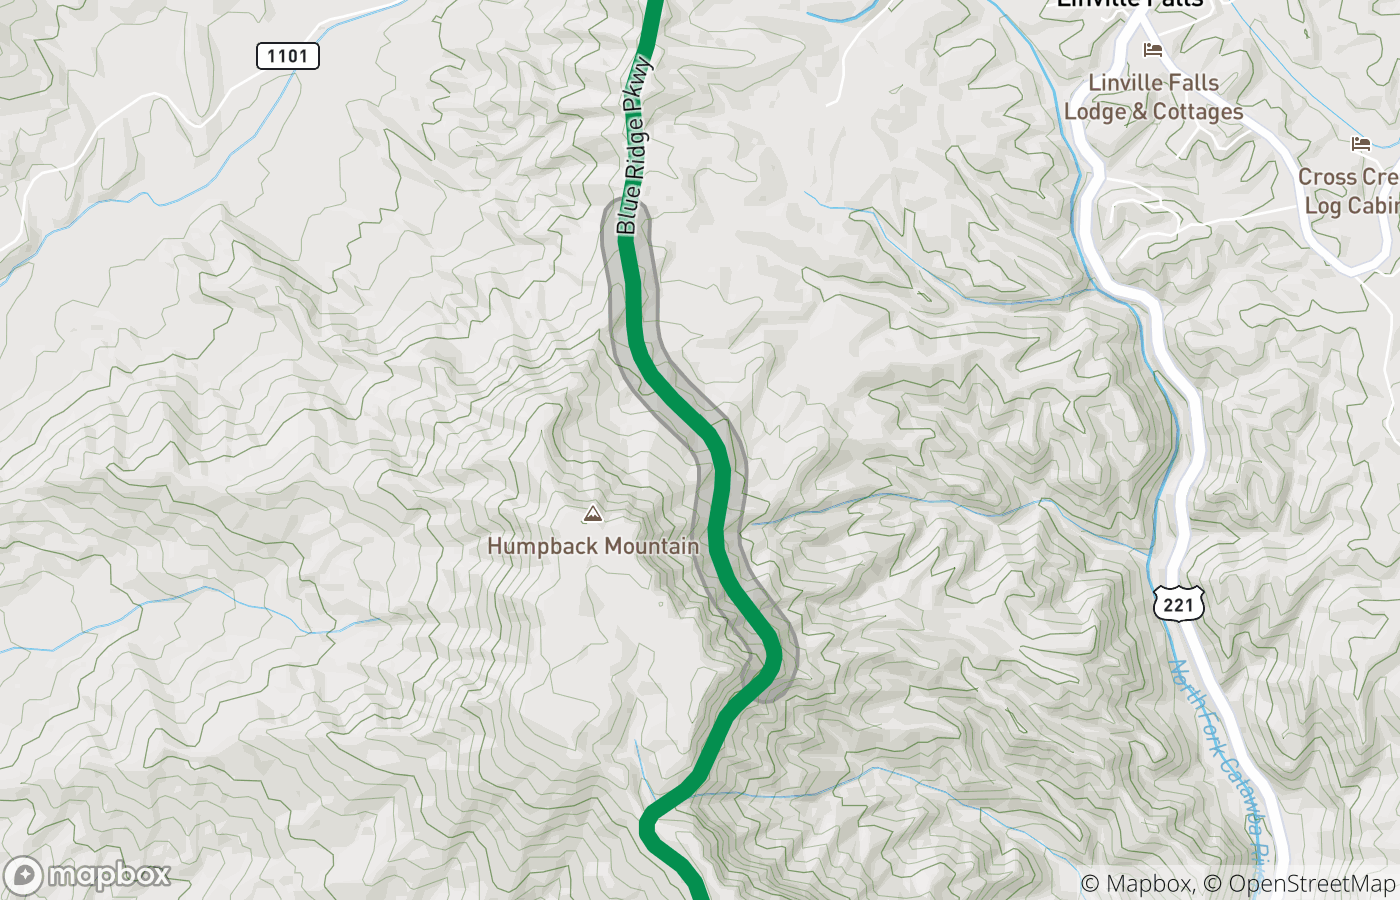 Linville Falls
1101
Linville Falls
Lodge & Cottages
Blue Ridge Pkwy
Cross Cre
Log Cabin
Humpback Mountain
221
North Fork Catawba Ri
mapbox
© Mapbox, © OpenStreetMap